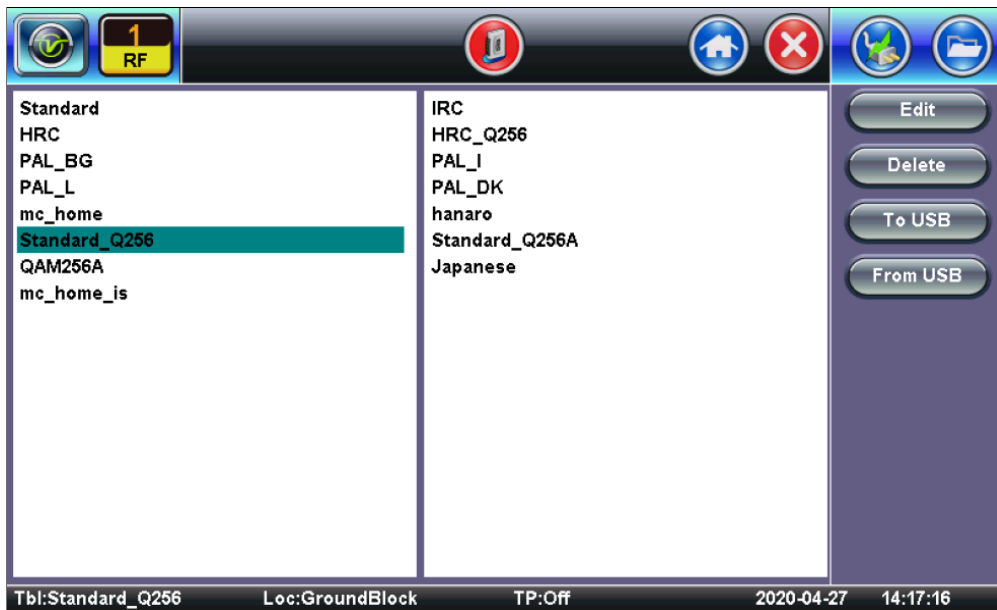 1
RF
Standard
HRC
PAL_BG
PAL_L
mc_home
Standard_Q256
QAM256A
mc_home_is
IRC
HRC_Q256
PAL_I
PAL_DK
hanaro
Standard_Q256A
Japanese
Edit
Delete
To USB
From USB
Tbl:Standard_Q256 Loc:GroundBlock TP:Off 2020-04-27 14:17:16